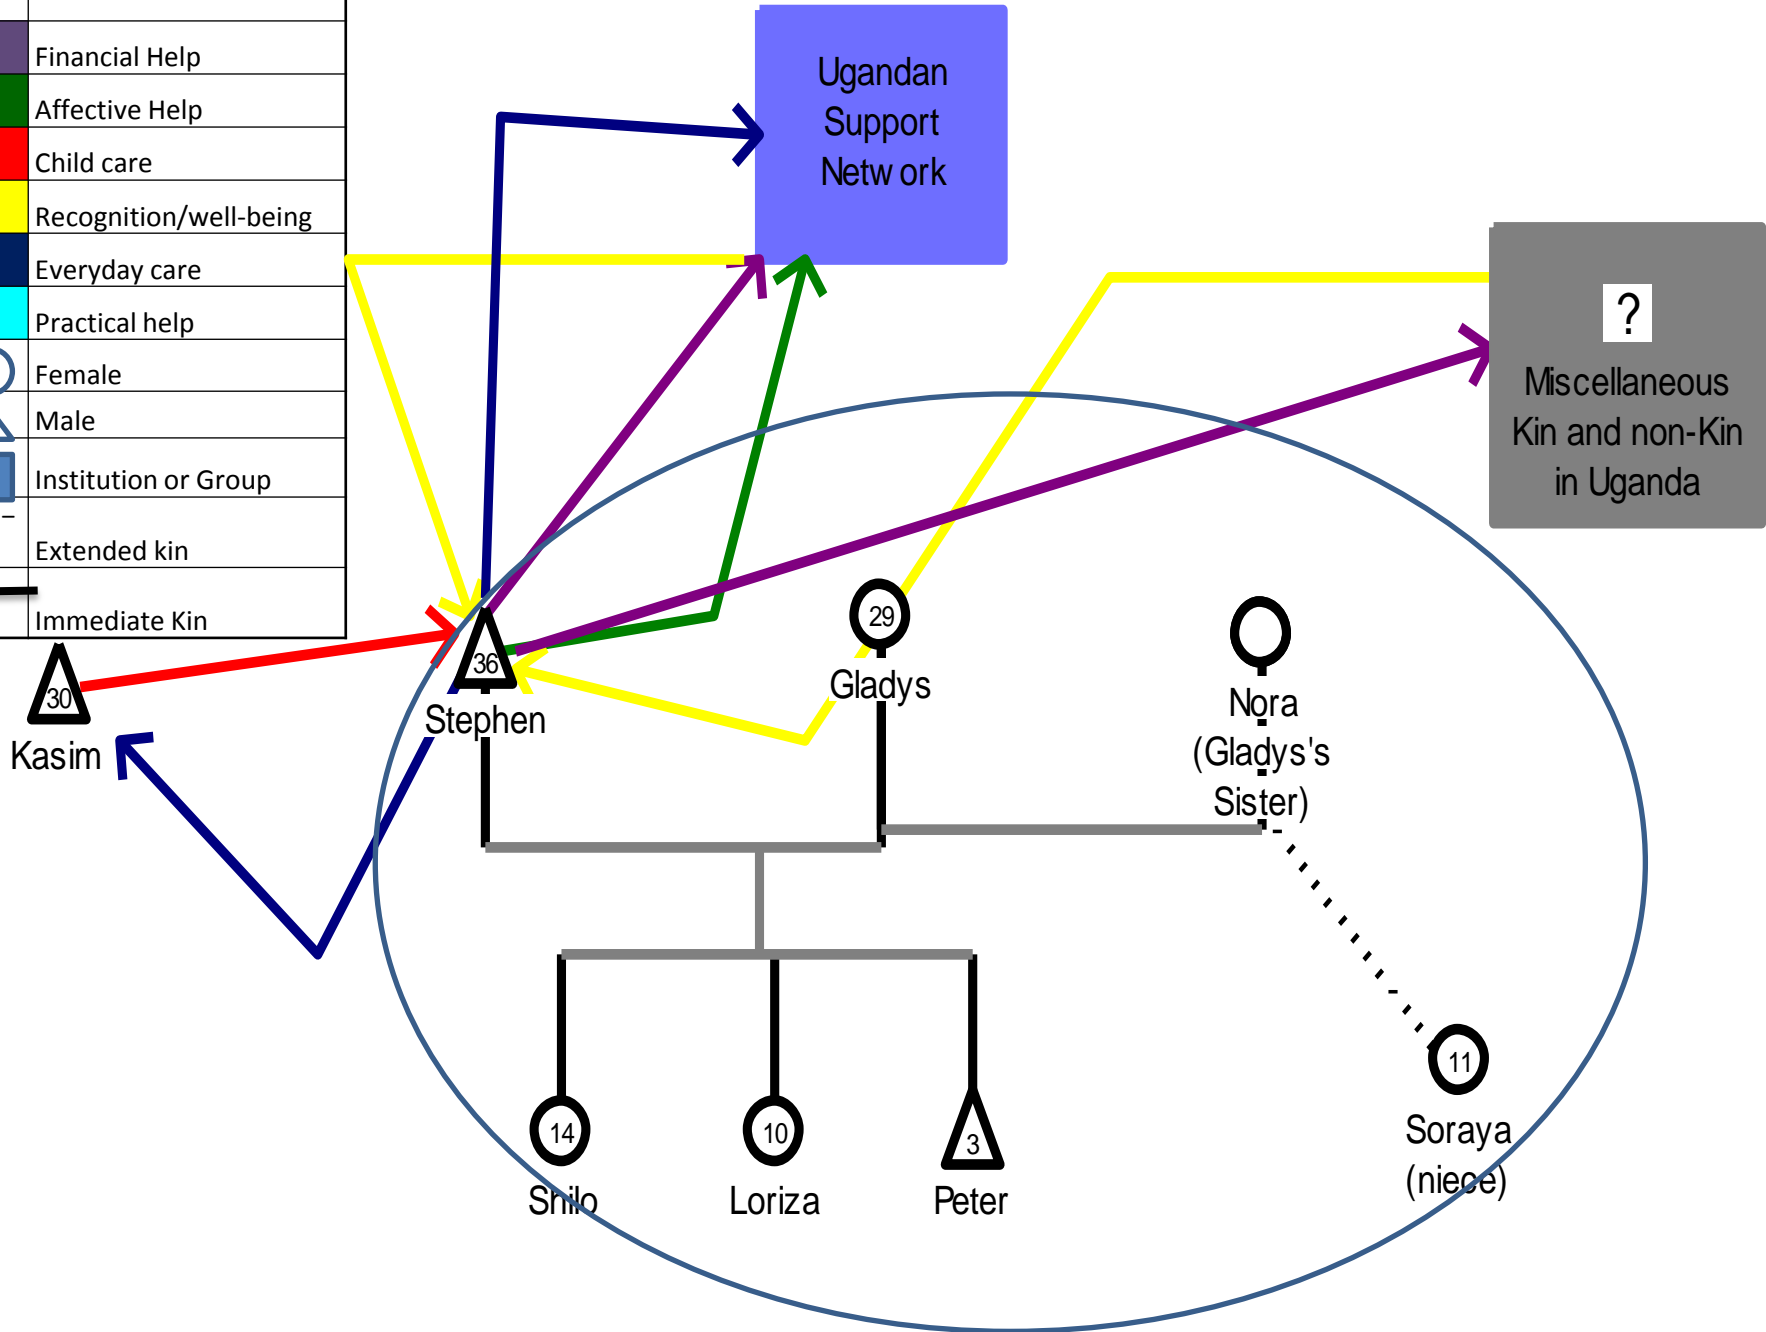 Financial Help
Affective Help
Child care
Recognition/well-being
Everyday care
Practical help
Female
Male
Institution or Group
Extended kin
Immediate Kin
Ugandan
Support
Netw ork
?
Miscellaneous
Kin and non-Kin
in Uganda
30
Kasim
36
Stephen
29
Gladys
Nora
(Gladys's
Sister)
14
Shilo
10
Loriza
3
Peter
11
Soraya
(niece)